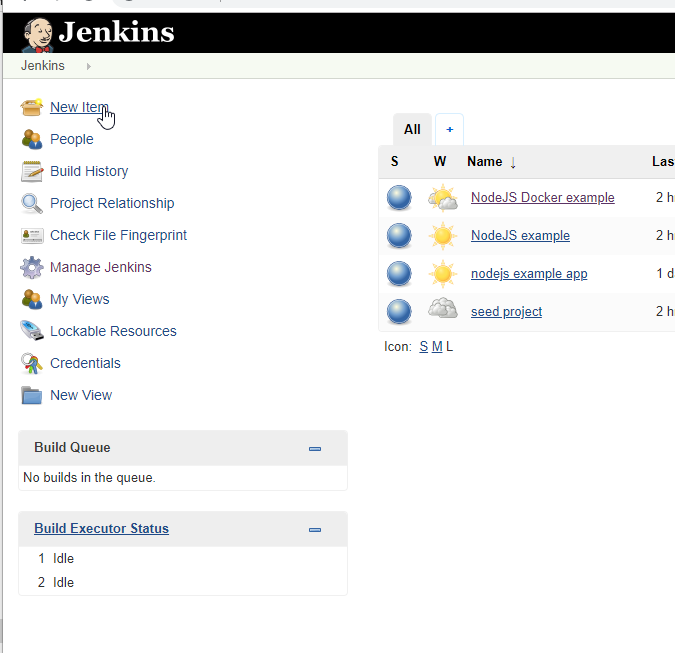 Jenkins
Jenkins
New Item
People
Build History
Project Relationship
Check File Fingerprint
Manage Jenkins
My Views
Lockable Resources
Credentials
New View
Build Queue
No builds in the queue.
Build Executor Status
1 Idle
2 Idle
All +
S W Name ↓ Las
NodeJS Docker example 2 h
NodeJS example 2 h
nodejs example app 1 d
seed project 2 h
Icon: S M L